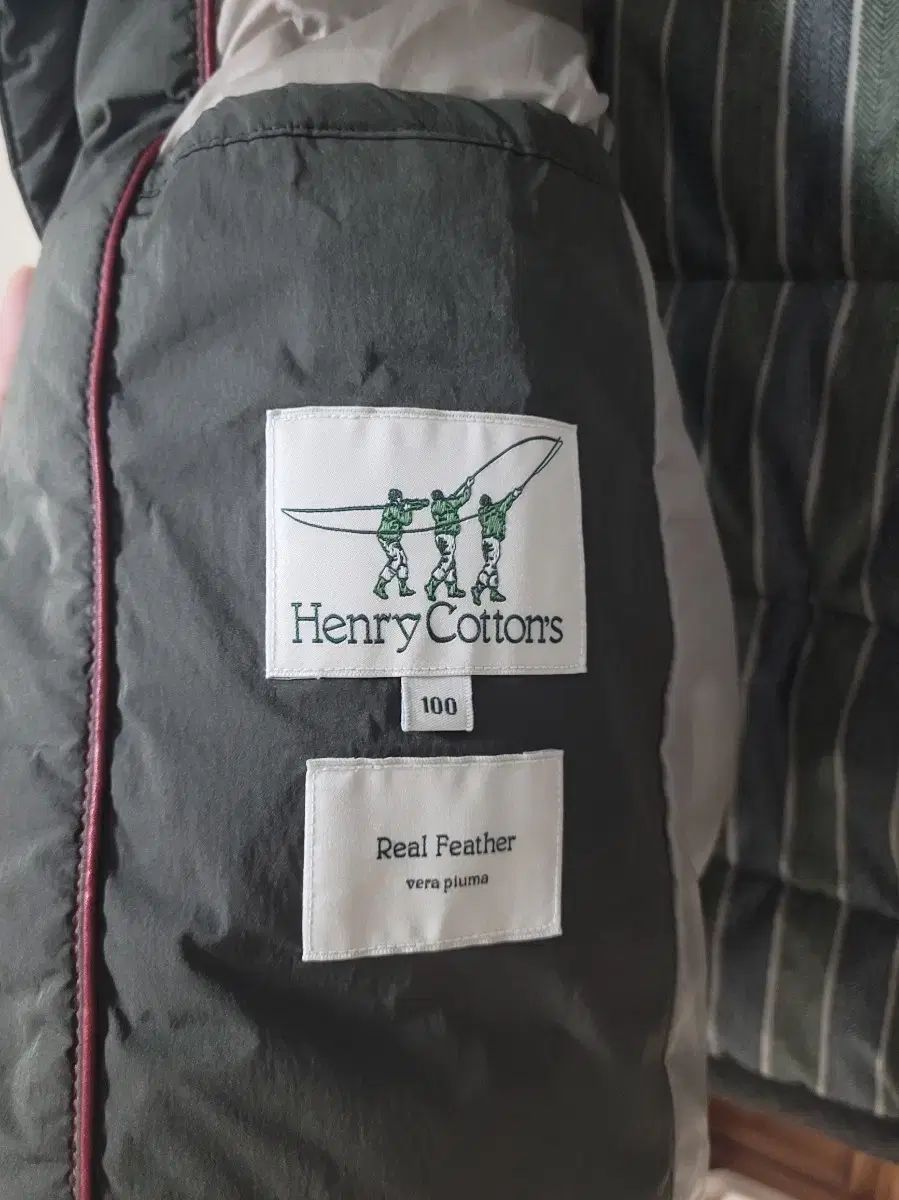 Henry Cotton's
100
Real Feather
vera piuma